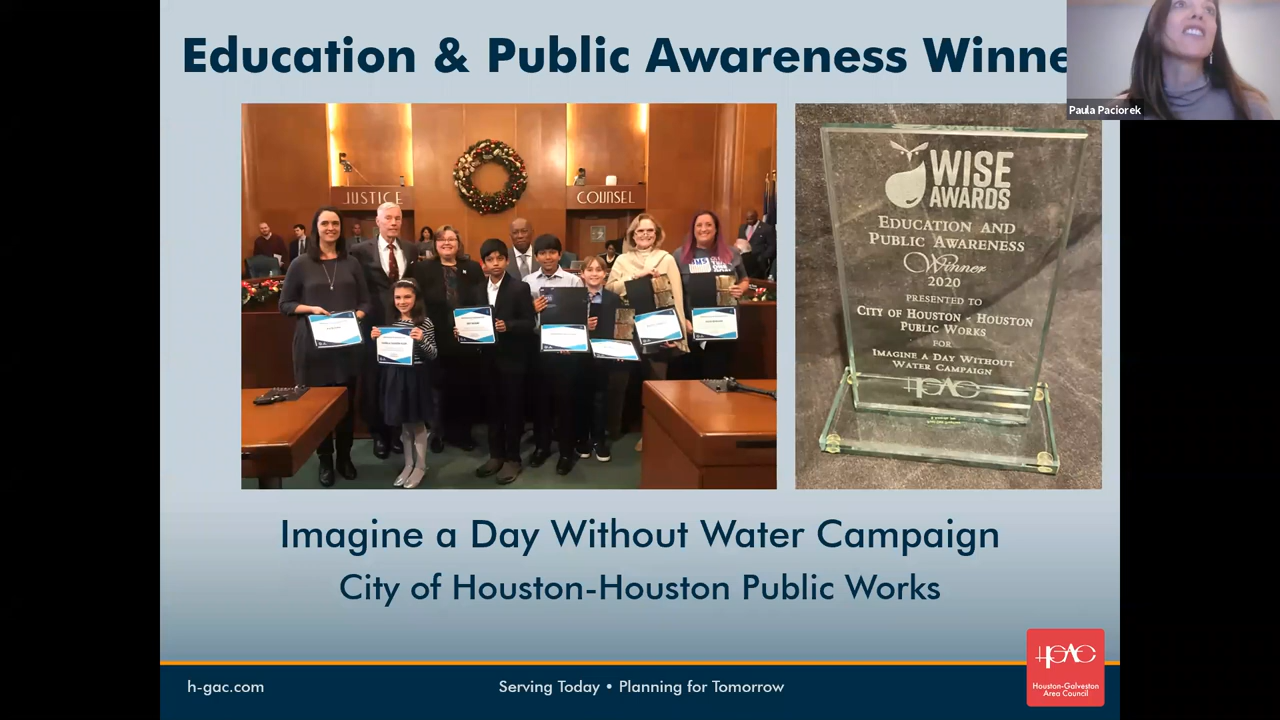 Education & Public Awareness Winne
Paula Paciorek
JUSTICE
COUNSEL
WISE
AWARDS
EDUCATION AND
PUBLIC AWARENESS
Winner
2020
PRESENTED TO
CITY OF HOUSTON - HOUSTON
PUBLIC WORKS
FOR
IMAGINE A DAY WITHOUT
WATER CAMPAIGN
HGAC
Imagine a Day Without Water Campaign
City of Houston-Houston Public Works
h-gac.com
Serving Today • Planning for Tomorrow
HGAC
Houston-Galveston
Area Council